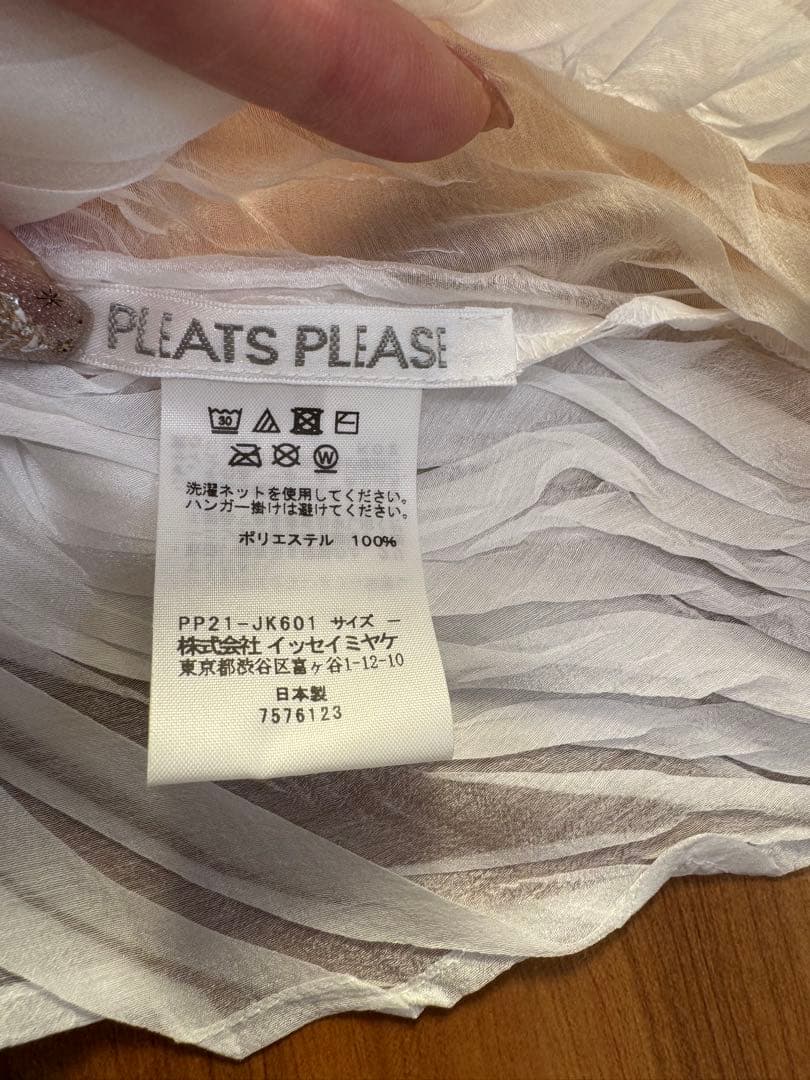 PLEATS PLEASE
30
W
洗濯ネットを使用してください。
ハンガー掛けは避けてください。
ポリエステル 100%
PP21-JK601 サイズ ー
株式会社 イッセイミヤケ
東京都渋谷区富ヶ谷1-12-10
日本製
7576123